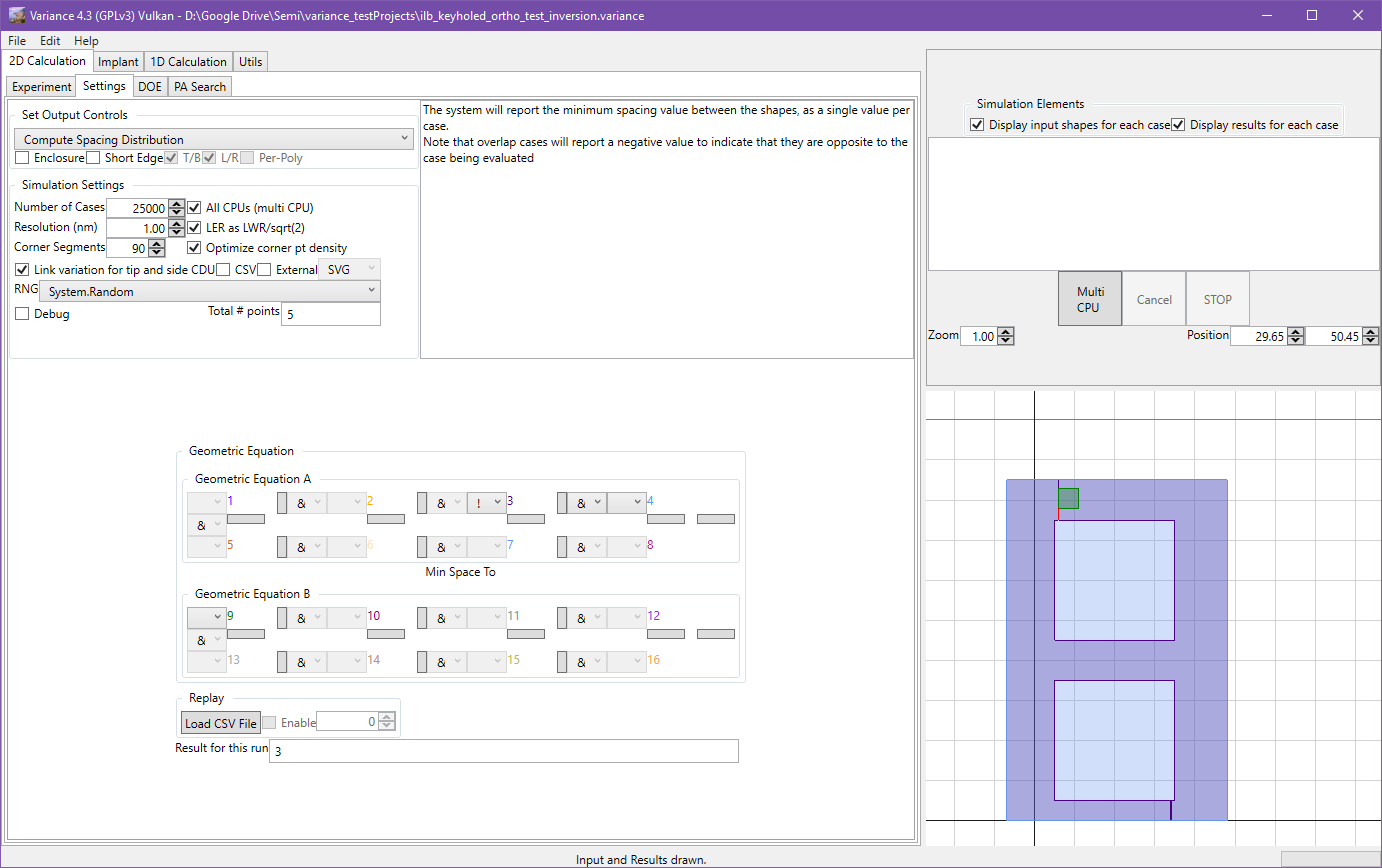 Variance 4.3 (GPLv3) Vulkan - D:\Google Drive\Semi\variance_testProjects\ilb_keyholed_ortho_test_inversion.variance
File Edit Help
2D Calculation Implant 1D Calculation Utils
Experiment Settings DOE PA Search
Set Output Controls
Compute Spacing Distribution
Enclosure Short Edge T/B L/R Per-Poly
The system will report the minimum spacing value between the shapes, as a single value per
case.
Note that overlap cases will report a negative value to indicate that they are opposite to the
case being evaluated
Simulation Settings
Number of Cases 25000 All CPUs (multi CPU)
Resolution (nm) 1.00 LER as LWR/sqrt(2)
Corner Segments 90 Optimize corner pt density
Link variation for tip and side CDU CSV External SVG
RNG System.Random
Debug Total # points 5
Geometric Equation
Geometric Equation A
1 & 2 & ! 3 & 4
&
5 & 6 & 7 & 8
Min Space To
Geometric Equation B
9 & 10 & 11 & 12
&
13 & 14 & 15 & 16
Replay
Load CSV File Enable 0
Result for this run 3
Simulation Elements
Display input shapes for each case Display results for each case
Multi
CPU
Cancel STOP
Zoom 1.00 Position 29.65 50.45
Input and Results drawn.